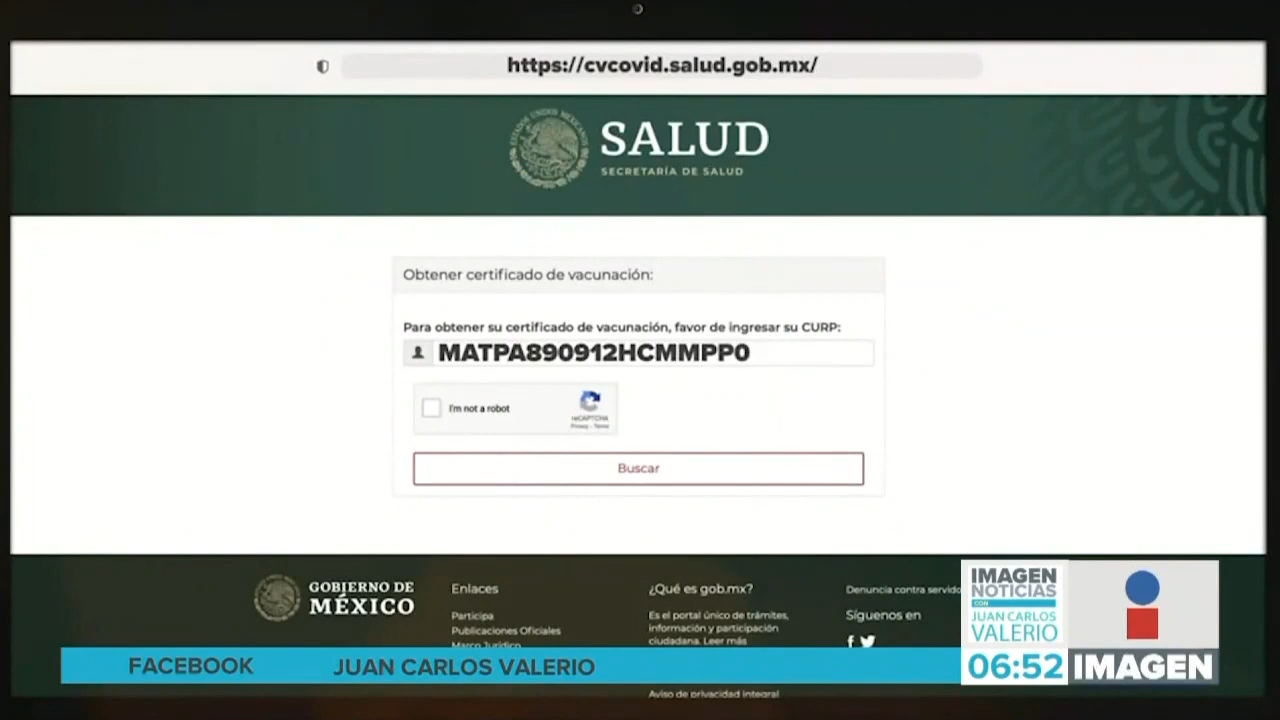 https://cvcovid.salud.gob.mx/
SALUD
SECRETARÍA DE SALUD
Obtener certificado de vacunación:
Para obtener su certificado de vacunación, favor de ingresar su CURP:
MATPA890912HCMMPP0
I'm not a robot
reCAPTCHA
Privacy - Terms
Buscar
GOBIERNO DE
MÉXICO
Enlaces
Participa
Publicaciones Oficiales
Marco Jurídico
¿Qué es gob.mx?
Es el portal único de trámites,
información y participación
ciudadana. Leer más
Aviso de privacidad integral
Denuncia contra servido
Síguenos en
IMAGEN
NOTICIAS
CON
JUAN CARLOS
VALERIO
06:52 IMAGEN
FACEBOOK JUAN CARLOS VALERIO